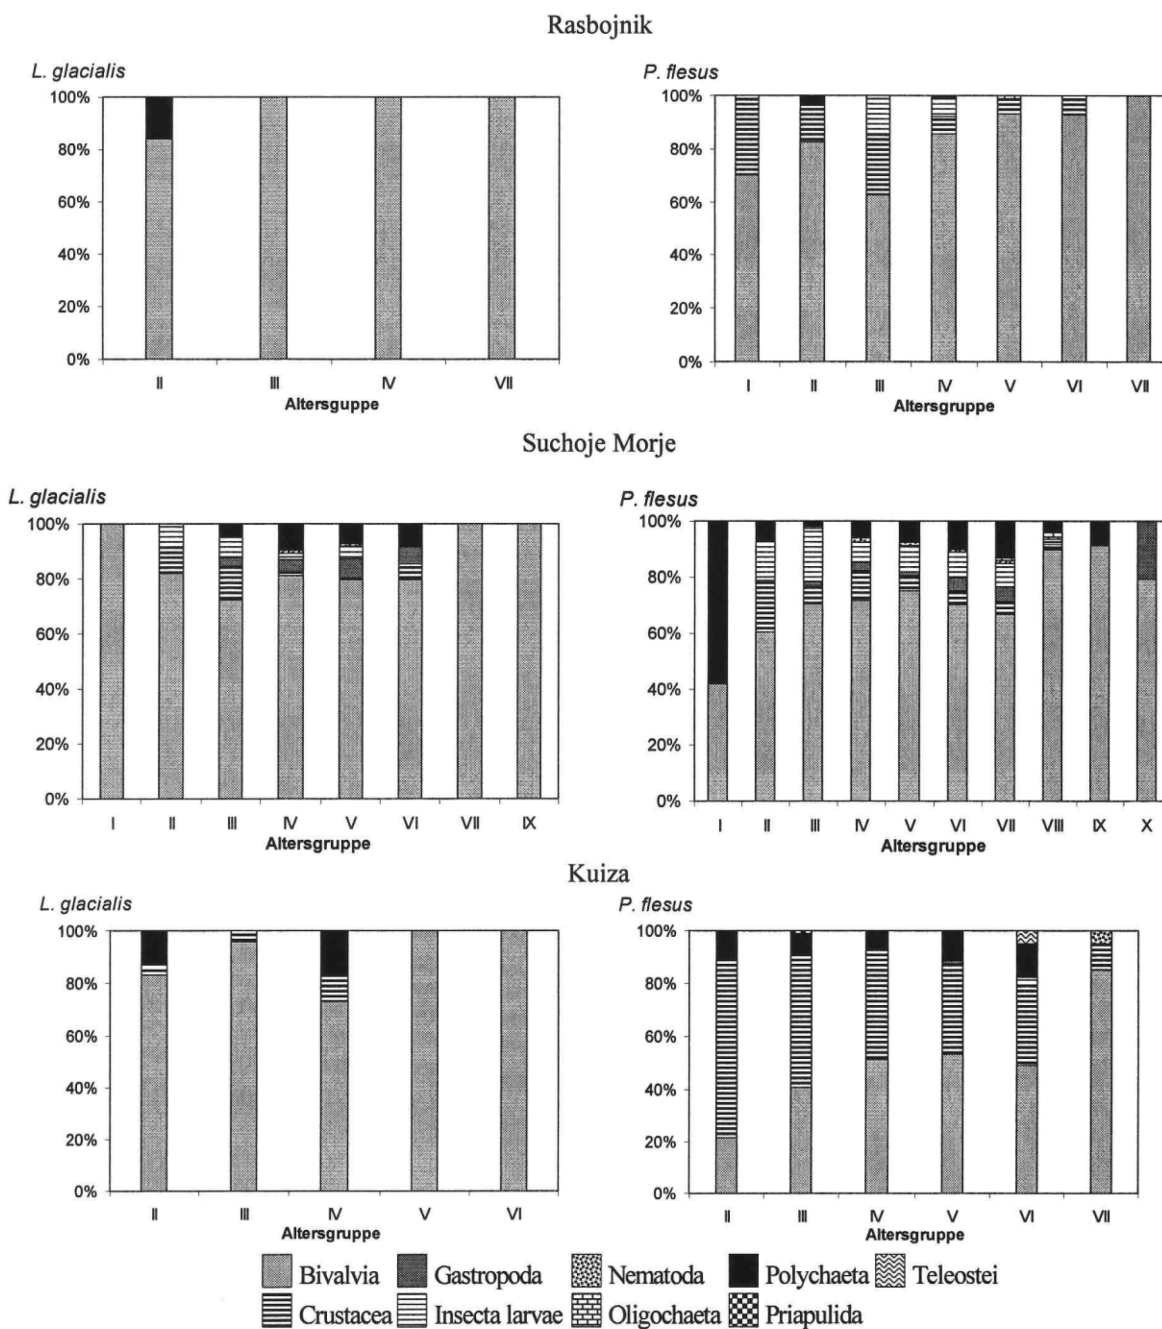 Rasbojnik
L. glacialis
100%
80%
60%
40%
20%
0%
II III IV VII
Altersguppe
P. flesus
100%
80%
60%
40%
20%
0%
I II III IV V VI VII
Altersgruppe
Suchoje Morje
L. glacialis
100%
80%
60%
40%
20%
0%
I II III IV V VI VII IX
Altersgruppe
P. flesus
100%
80%
60%
40%
20%
0%
I II III IV V VI VII VIII IX X
Altersgruppe
Kuiza
L. glacialis
100%
80%
60%
40%
20%
0%
II III IV V VI
Altersgruppe
P. flesus
100%
80%
60%
40%
20%
0%
II III IV V VI VII
Altersgruppe
Bivalvia Gastropoda Nematoda Polychaeta Teleostei
Crustacea Insecta larvae Oligochaeta Priapulida